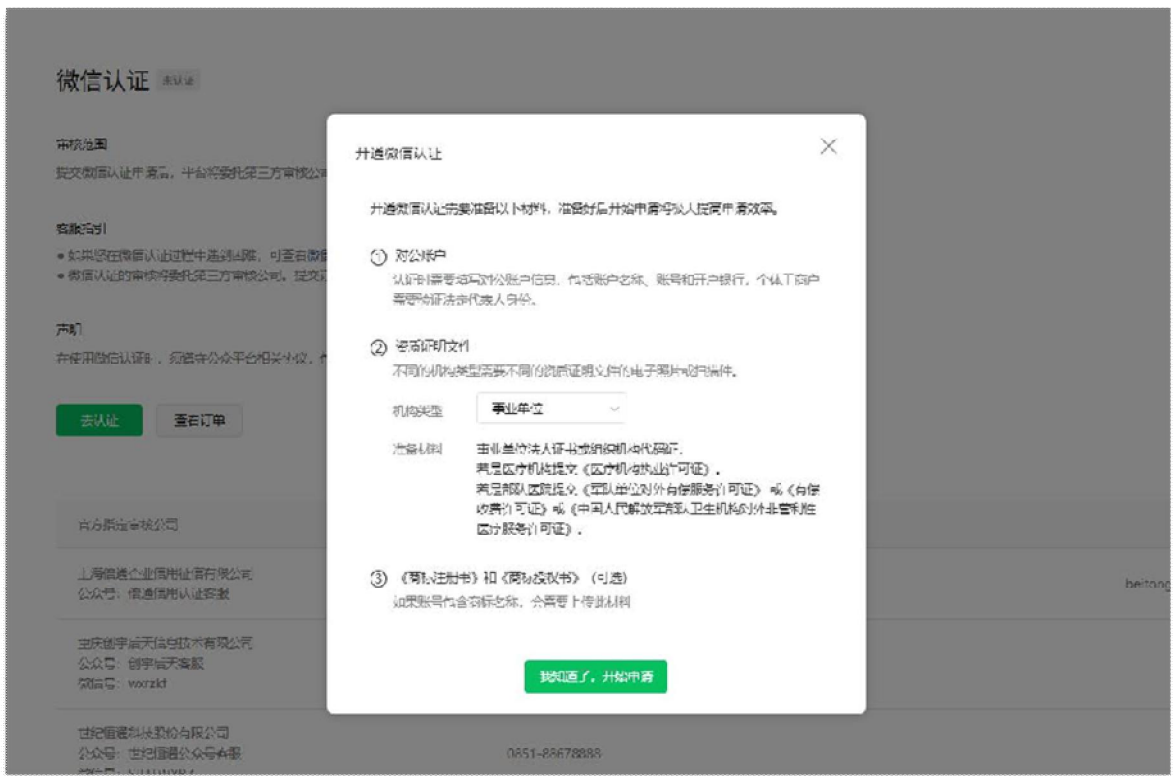 微信认证 未认证
审核范围
提交微信认证申请后，平台将委托第三方审核公司
客服指引
如果您在微信认证过程中遇到困难，可查看微信
微信认证的审核将委托第三方审核公司，提交订
声明
在使用微信认证时，须遵守公众平台相关协议，
去认证 查看订单
官方指定审核公司
上海信通企业信用征信有限公司
公众号：信通信用认证客服
beitong
重庆创宇辰天信息技术有限公司
公众号：创宇辰天客服
微信号：wxrzkf
世纪信通科技股份有限公司
公众号：世纪信通公众号客服
0851-88678888
开通微信认证
开通微信认证需要准备以下材料，准备好后开始申请将极大提高申请效率。
① 对公账户
认证时需要填写对公账户信息，包括账户名称、账号和开户银行，个体工商户
需要验证法定代表人身份。
② 资质证明文件
不同的机构类型需要不同的资质证明文件的电子照片或扫描件。
机构类型 事业单位
准备材料 事业单位法人证书或组织机构代码证，
若是医疗机构提交《医疗机构执业许可证》，
若是部队医院提交《军队单位对外有偿服务许可证》或《有偿
收费许可证》或《中国人民解放军部队卫生机构对外非营利性
医疗服务许可证》，
③ 《商标注册书》和《商标授权书》（可选）
如果账号包含商标名称，会需要上传此材料
我知道了，开始申请